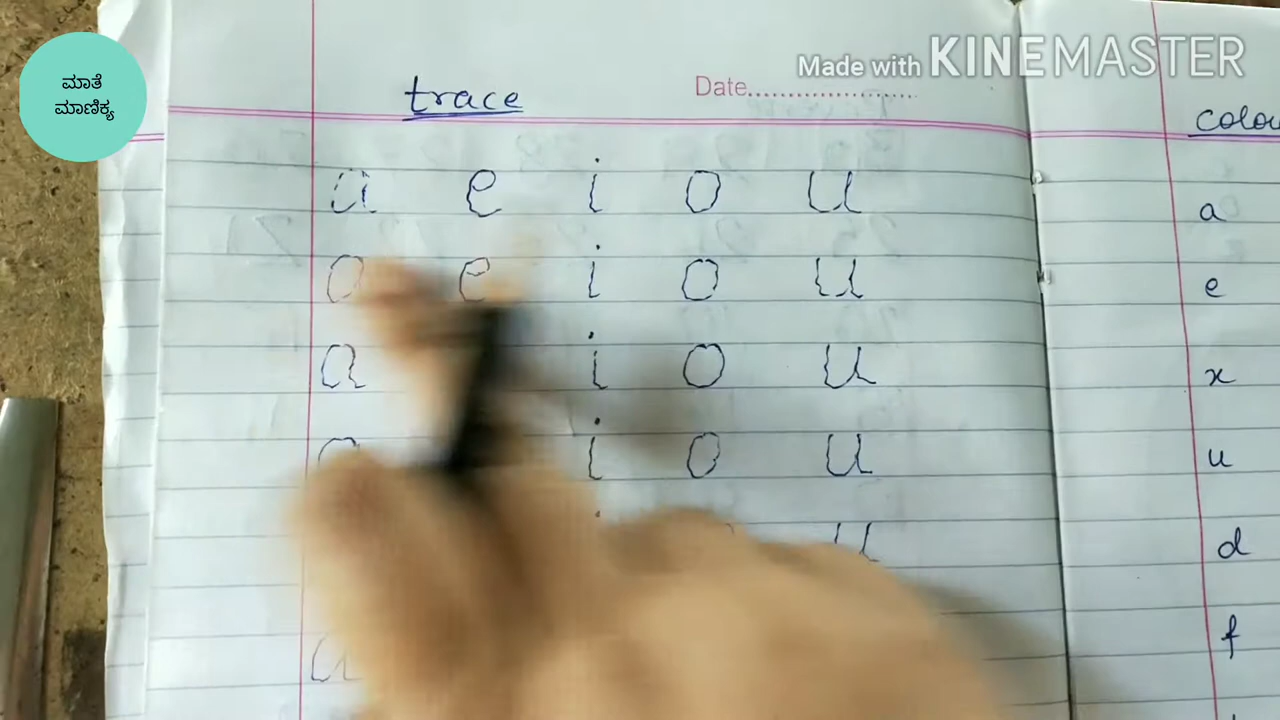 ಮಾತೆ
ಮಾಣಿಕ್ಯ
Made with KINEMASTER
trace
Date
a e i o u
a e i o u
a i o u
a i o u
u
a
colou
a
e
x
u
d
f